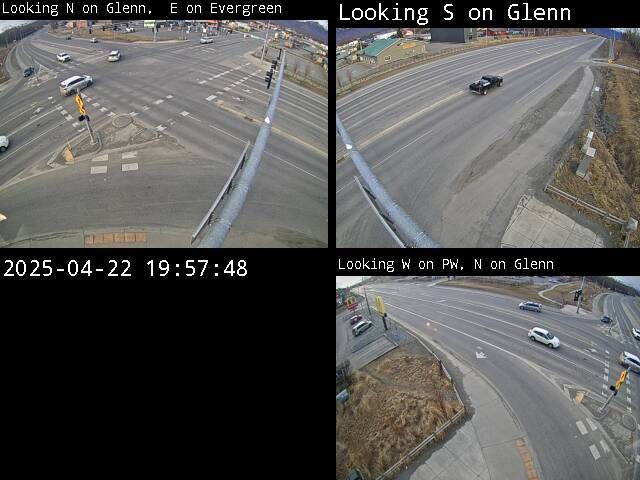 Looking N on Glenn, E on Evergreen
Looking S on Glenn
2025-04-22 19:57:48
Looking W on PW, N on Glenn